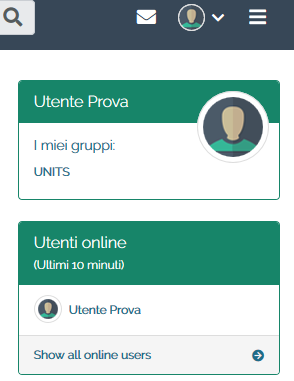 Utente Prova
I miei gruppi:
UNITS
Utenti online
(Ultimi 10 minuti)
Utente Prova
Show all online users